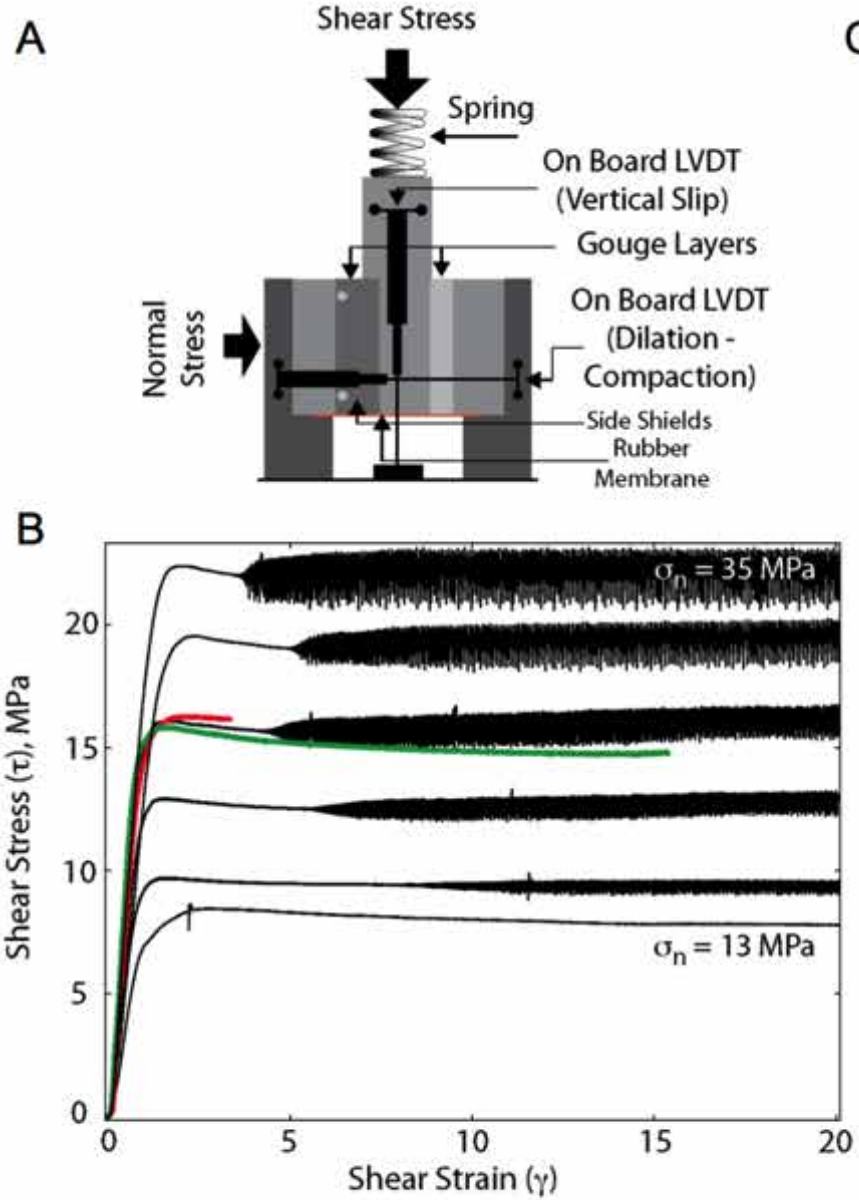 A
C
Shear Stress
Spring
On Board LVDT
(Vertical Slip)
Gouge Layers
On Board LVDT
(Dilation -
Compaction)
Normal
Stress
Side Shields
Rubber
Membrane
B
σn = 35 MPa
20
15
10
5
0
Shear Stress (τ), MPa
σn = 13 MPa
0
5
10
15
20
Shear Strain (γ)